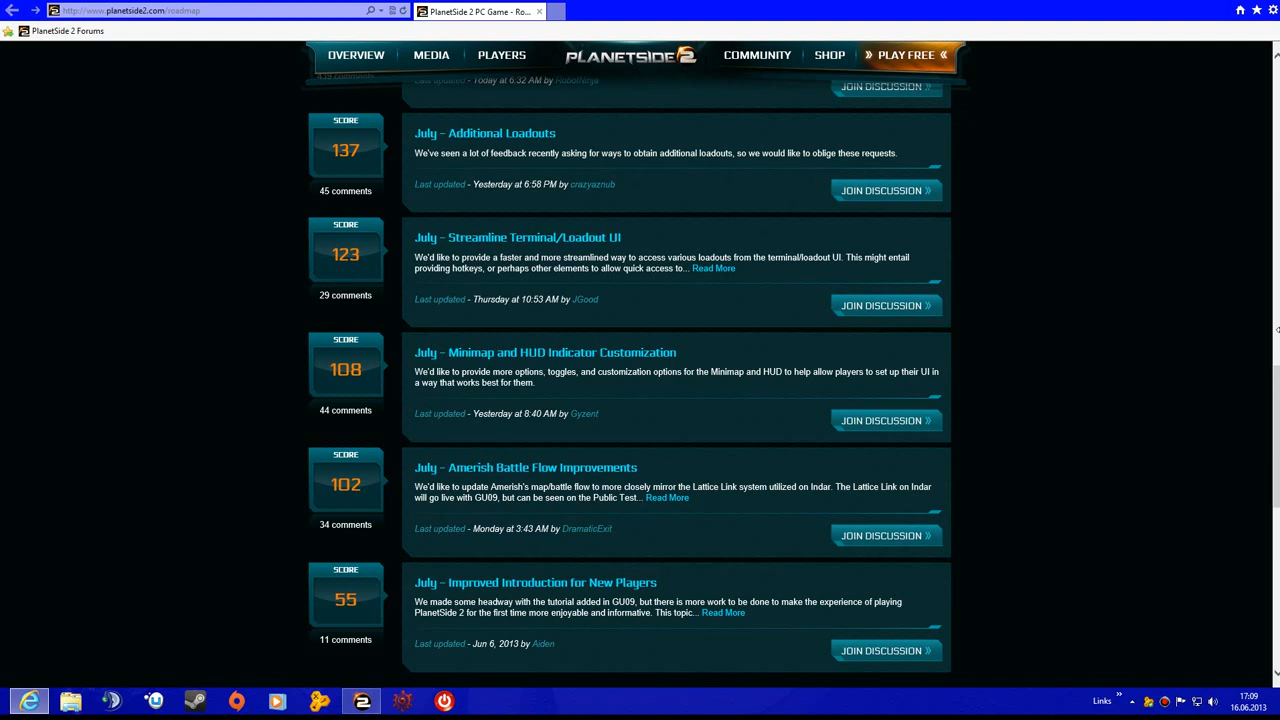 http://www.planetside2.com/roadmap
PlanetSide 2 PC Game - Ro...
PlanetSide 2 Forums
OVERVIEW
MEDIA
PLAYERS
PLANETSIDE 2
COMMUNITY
SHOP
» PLAY FREE «
439 comments
Last updated - Today at 6:32 AM by RobotNinja
JOIN DISCUSSION »
SCORE
137
45 comments
July - Additional Loadouts
We've seen a lot of feedback recently asking for ways to obtain additional loadouts, so we would like to oblige these requests.
Last updated - Yesterday at 6:58 PM by crazyaznub
JOIN DISCUSSION »
SCORE
123
29 comments
July - Streamline Terminal/Loadout UI
We'd like to provide a faster and more streamlined way to access various loadouts from the terminal/loadout UI. This might entail
providing hotkeys, or perhaps other elements to allow quick access to... Read More
Last updated - Thursday at 10:53 AM by JGood
JOIN DISCUSSION »
SCORE
108
44 comments
July - Minimap and HUD Indicator Customization
We'd like to provide more options, toggles, and customization options for the Minimap and HUD to help allow players to set up their UI in
a way that works best for them.
Last updated - Yesterday at 8:40 AM by Gyzent
JOIN DISCUSSION »
SCORE
102
34 comments
July - Amerish Battle Flow Improvements
We'd like to update Amerish's map/battle flow to more closely mirror the Lattice Link system utilized on Indar. The Lattice Link on Indar
will go live with GU09, but can be seen on the Public Test... Read More
Last updated - Monday at 3:43 AM by DramaticExit
JOIN DISCUSSION »
SCORE
55
11 comments
July - Improved Introduction for New Players
We made some headway with the tutorial added in GU09, but there is more work to be done to make the experience of playing
PlanetSide 2 for the first time more enjoyable and informative. This topic... Read More
Last updated - Jun 6, 2013 by Aiden
JOIN DISCUSSION »
Links
17:09
16.06.2013